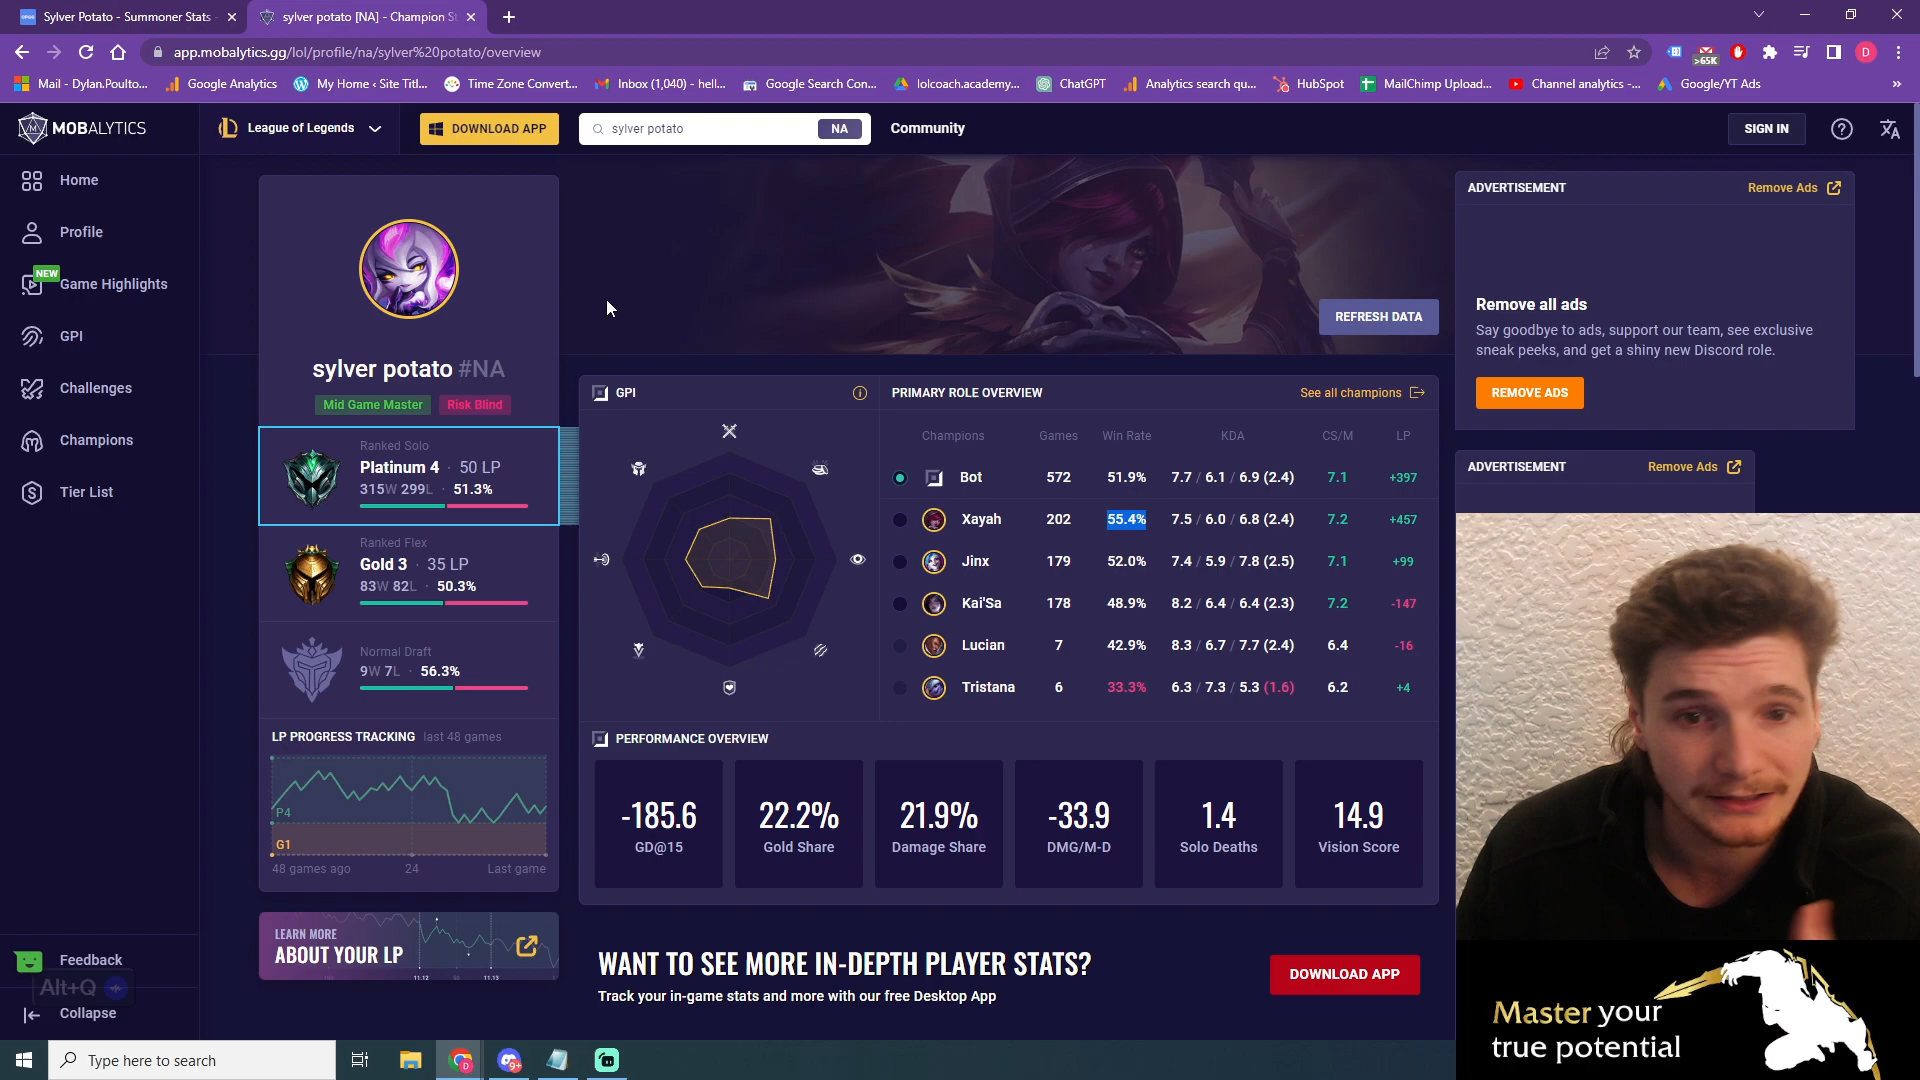 Sylver Potato - Summoner Stats
sylver potato [NA] - Champion St
app.mobalytics.gg/lol/profile/na/sylver%20potato/overview
>65K
D
Mail - Dylan.Poulto...
Google Analytics
My Home ‹ Site Titl...
Time Zone Convert...
Inbox (1,040) - hell...
Google Search Con...
lolcoach.academy...
ChatGPT
Analytics search qu...
HubSpot
MailChimp Upload...
Channel analytics -...
Google/YT Ads
»
MOBALYTICS
League of Legends
DOWNLOAD APP
sylver potato
NA
Community
SIGN IN
Home
Profile
NEW
Game Highlights
GPI
Challenges
Champions
Tier List
Feedback
Alt+Q
Collapse
sylver potato #NA
Mid Game Master
Risk Blind
Ranked Solo
Platinum 4 · 50 LP
315W 299L · 51.3%
Ranked Flex
Gold 3 · 35 LP
83W 82L · 50.3%
Normal Draft
9W 7L · 56.3%
LP PROGRESS TRACKING last 48 games
P4
G1
48 games ago 24 Last game
LEARN MORE
ABOUT YOUR LP
11.12 11.13
REFRESH DATA
GPI
PRIMARY ROLE OVERVIEW
See all champions
Champions Games Win Rate KDA CS/M LP
Bot 572 51.9% 7.7 / 6.1 / 6.9 (2.4) 7.1 +397
Xayah 202 55.4% 7.5 / 6.0 / 6.8 (2.4) 7.2 +457
Jinx 179 52.0% 7.4 / 5.9 / 7.8 (2.5) 7.1 +99
Kai'Sa 178 48.9% 8.2 / 6.4 / 6.4 (2.3) 7.2 -147
Lucian 7 42.9% 8.3 / 6.7 / 7.7 (2.4) 6.4 -16
Tristana 6 33.3% 6.3 / 7.3 / 5.3 (1.6) 6.2 +4
PERFORMANCE OVERVIEW
-185.6 22.2% 21.9% -33.9 1.4 14.9
GD@15 Gold Share Damage Share DMG/M-D Solo Deaths Vision Score
WANT TO SEE MORE IN-DEPTH PLAYER STATS?
Track your in-game stats and more with our free Desktop App
DOWNLOAD APP
ADVERTISEMENT
Remove Ads
Remove all ads
Say goodbye to ads, support our team, see exclusive
sneak peeks, and get a shiny new Discord role.
REMOVE ADS
ADVERTISEMENT
Remove Ads
Master your
true potential
Type here to search
9+